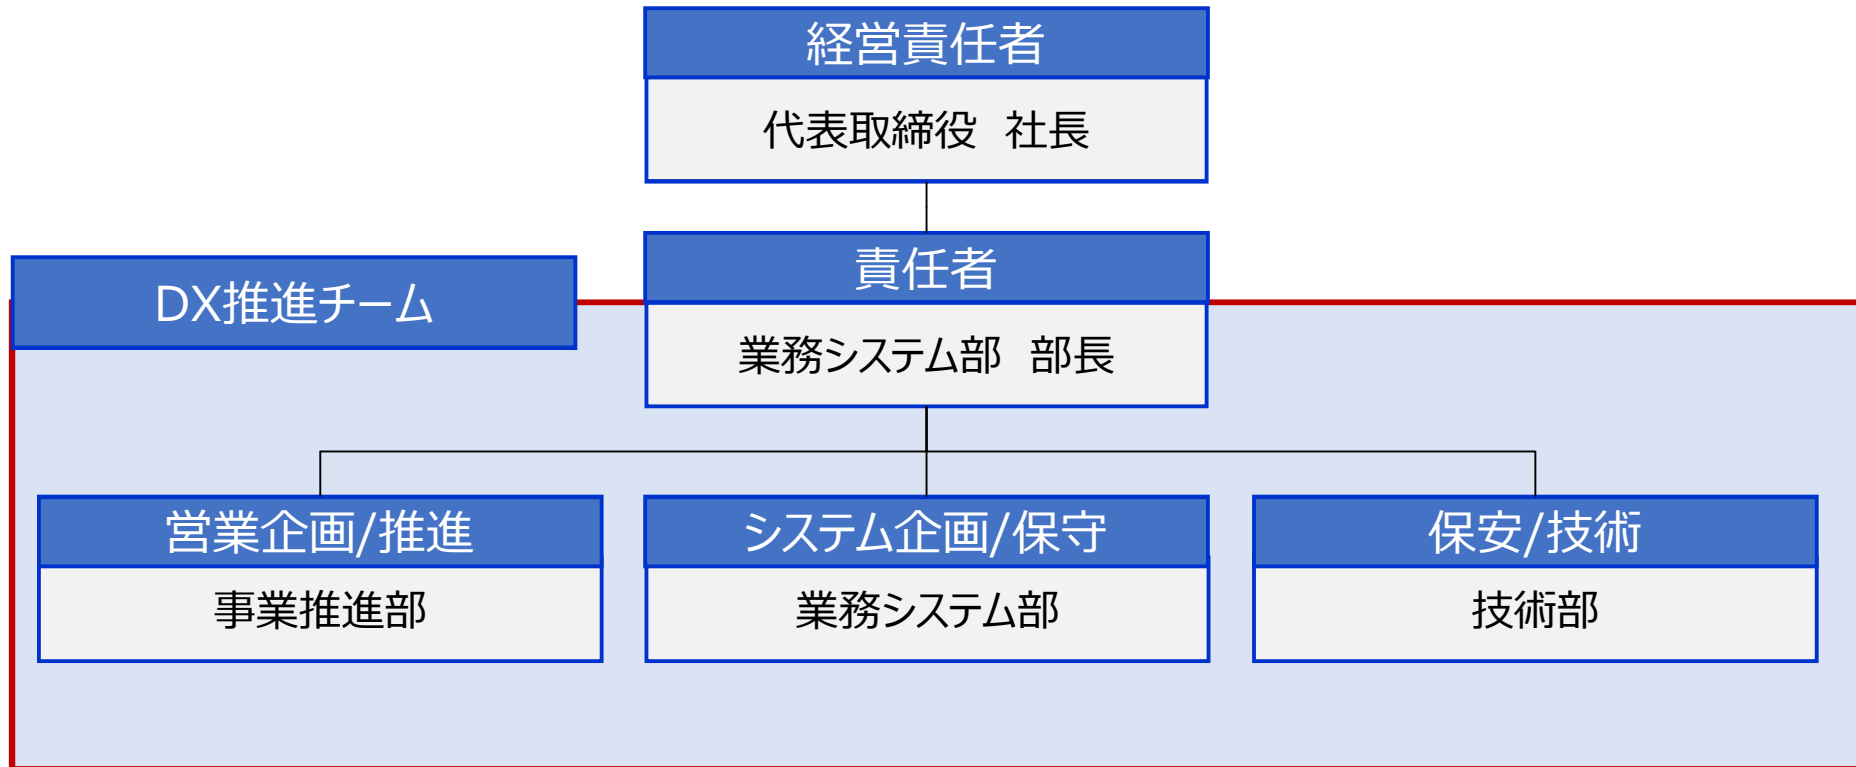 経営責任者
代表取締役　社長
責任者
DX推進チーム
業務システム部　部長
営業企画/推進
システム企画/保守
保安/技術
事業推進部
業務システム部
技術部